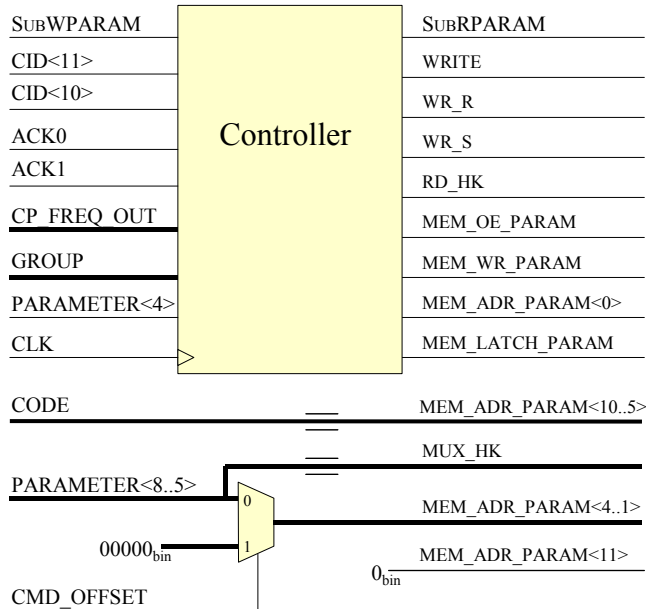 SUBWPARAM
CID<11>
CID<10>
ACK0
ACK1
CP_FREQ_OUT
GROUP
PARAMETER<4>
CLK
Controller
SUBRPARAM
WRITE
WR_R
WR_S
RD_HK
MEM_OE_PARAM
MEM_WR_PARAM
MEM_ADR_PARAM<0>
MEM_LATCH_PARAM
CODE
MEM_ADR_PARAM<10..5>
MUX_HK
PARAMETER<8..5>
0
MEM_ADR_PARAM<4..1>
00000bin
1
MEM_ADR_PARAM<11>
0bin
CMD_OFFSET